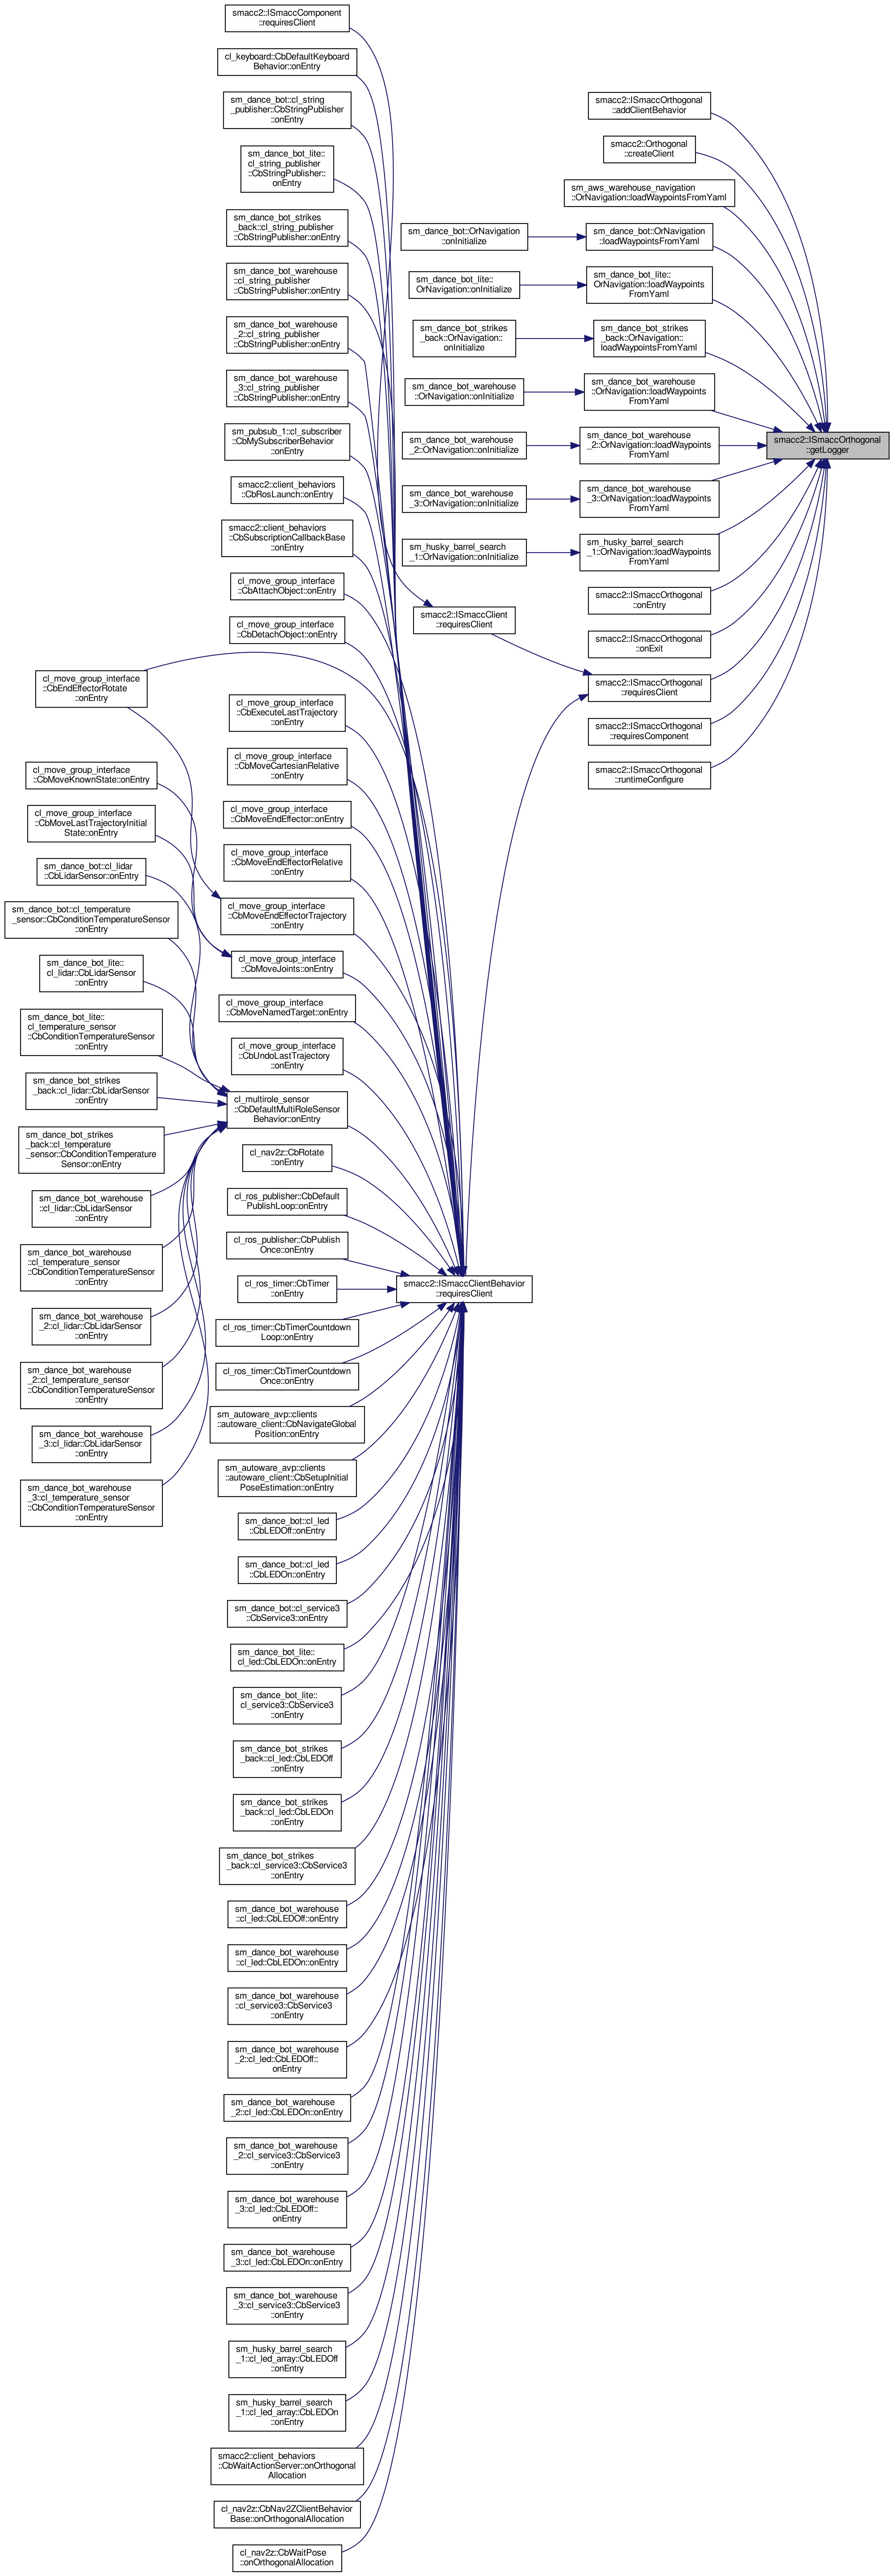 smacc2::ISmaccComponent
::requiresClient
cl_keyboard::CbDefaultKeyboard
Behavior::onEntry
sm_dance_bot::cl_string
_publisher::CbStringPublisher
::onEntry
sm_dance_bot_lite::
cl_string_publisher
::CbStringPublisher::
onEntry
sm_dance_bot_strikes
_back::cl_string_publisher
::CbStringPublisher::onEntry
sm_dance_bot_warehouse
::cl_string_publisher
::CbStringPublisher::onEntry
sm_dance_bot_warehouse
_2::cl_string_publisher
::CbStringPublisher::onEntry
sm_dance_bot_warehouse
_3::cl_string_publisher
::CbStringPublisher::onEntry
sm_pubsub_1::cl_subscriber
::CbMySubscriberBehavior
::onEntry
smacc2::client_behaviors
::CbRosLaunch::onEntry
smacc2::client_behaviors
::CbSubscriptionCallbackBase
::onEntry
cl_move_group_interface
::CbAttachObject::onEntry
cl_move_group_interface
::CbDetachObject::onEntry
cl_move_group_interface
::CbExecuteLastTrajectory
::onEntry
cl_move_group_interface
::CbMoveCartesianRelative
::onEntry
cl_move_group_interface
::CbMoveEndEffector::onEntry
cl_move_group_interface
::CbMoveEndEffectorRelative
::onEntry
cl_move_group_interface
::CbMoveEndEffectorTrajectory
::onEntry
cl_move_group_interface
::CbMoveJoints::onEntry
cl_move_group_interface
::CbMoveNamedTarget::onEntry
cl_move_group_interface
::CbUndoLastTrajectory
::onEntry
cl_multirole_sensor
::CbDefaultMultiRoleSensor
Behavior::onEntry
cl_nav2z::CbRotate
::onEntry
cl_ros_publisher::CbDefault
PublishLoop::onEntry
cl_ros_publisher::CbPublish
Once::onEntry
cl_ros_timer::CbTimer
::onEntry
cl_ros_timer::CbTimerCountdown
Loop::onEntry
cl_ros_timer::CbTimerCountdown
Once::onEntry
sm_autoware_avp::clients
::autoware_client::CbNavigateGlobal
Position::onEntry
sm_autoware_avp::clients
::autoware_client::CbSetupInitial
PoseEstimation::onEntry
sm_dance_bot::cl_led
::CbLEDOff::onEntry
sm_dance_bot::cl_led
::CbLEDOn::onEntry
sm_dance_bot::cl_service3
::CbService3::onEntry
sm_dance_bot_lite::
cl_led::CbLEDOn::onEntry
sm_dance_bot_lite::
cl_service3::CbService3
::onEntry
sm_dance_bot_strikes
_back::cl_led::CbLEDOff
::onEntry
sm_dance_bot_strikes
_back::cl_led::CbLEDOn
::onEntry
sm_dance_bot_strikes
_back::cl_service3::CbService3
::onEntry
sm_dance_bot_warehouse
::cl_led::CbLEDOff::onEntry
sm_dance_bot_warehouse
::cl_led::CbLEDOn::onEntry
sm_dance_bot_warehouse
::cl_service3::CbService3
::onEntry
sm_dance_bot_warehouse
_2::cl_led::CbLEDOff::
onEntry
sm_dance_bot_warehouse
_2::cl_led::CbLEDOn::onEntry
sm_dance_bot_warehouse
_2::cl_service3::CbService3
::onEntry
sm_dance_bot_warehouse
_3::cl_led::CbLEDOff::
onEntry
sm_dance_bot_warehouse
_3::cl_led::CbLEDOn::onEntry
sm_dance_bot_warehouse
_3::cl_service3::CbService3
::onEntry
sm_husky_barrel_search
_1::cl_led_array::CbLEDOff
::onEntry
sm_husky_barrel_search
_1::cl_led_array::CbLEDOn
::onEntry
smacc2::client_behaviors
::CbWaitActionServer::onOrthogonal
Allocation
cl_nav2z::CbNav2ZClientBehavior
Base::onOrthogonalAllocation
cl_nav2z::CbWaitPose
::onOrthogonalAllocation
cl_move_group_interface
::CbEndEffectorRotate
::onEntry
cl_move_group_interface
::CbMoveKnownState::onEntry
cl_move_group_interface
::CbMoveLastTrajectoryInitial
State::onEntry
sm_dance_bot::cl_lidar
::CbLidarSensor::onEntry
sm_dance_bot::cl_temperature
_sensor::CbConditionTemperatureSensor
::onEntry
sm_dance_bot_lite::
cl_lidar::CbLidarSensor
::onEntry
sm_dance_bot_lite::
cl_temperature_sensor
::CbConditionTemperatureSensor
::onEntry
sm_dance_bot_strikes
_back::cl_lidar::CbLidarSensor
::onEntry
sm_dance_bot_strikes
_back::cl_temperature
_sensor::CbConditionTemperature
Sensor::onEntry
sm_dance_bot_warehouse
::cl_lidar::CbLidarSensor
::onEntry
sm_dance_bot_warehouse
::cl_temperature_sensor
::CbConditionTemperatureSensor
::onEntry
sm_dance_bot_warehouse
_2::cl_lidar::CbLidarSensor
::onEntry
sm_dance_bot_warehouse
_2::cl_temperature_sensor
::CbConditionTemperatureSensor
::onEntry
sm_dance_bot_warehouse
_3::cl_lidar::CbLidarSensor
::onEntry
sm_dance_bot_warehouse
_3::cl_temperature_sensor
::CbConditionTemperatureSensor
::onEntry
sm_dance_bot::OrNavigation
::onInitialize
sm_dance_bot_lite::
OrNavigation::onInitialize
sm_dance_bot_strikes
_back::OrNavigation::
onInitialize
sm_dance_bot_warehouse
::OrNavigation::onInitialize
sm_dance_bot_warehouse
_2::OrNavigation::onInitialize
sm_dance_bot_warehouse
_3::OrNavigation::onInitialize
sm_husky_barrel_search
_1::OrNavigation::onInitialize
smacc2::ISmaccClient
::requiresClient
smacc2::ISmaccClientBehavior
::requiresClient
smacc2::ISmaccOrthogonal
::addClientBehavior
smacc2::Orthogonal
::createClient
sm_aws_warehouse_navigation
::OrNavigation::loadWaypointsFromYaml
sm_dance_bot::OrNavigation
::loadWaypointsFromYaml
sm_dance_bot_lite::
OrNavigation::loadWaypoints
FromYaml
sm_dance_bot_strikes
_back::OrNavigation::
loadWaypointsFromYaml
sm_dance_bot_warehouse
::OrNavigation::loadWaypoints
FromYaml
sm_dance_bot_warehouse
_2::OrNavigation::loadWaypoints
FromYaml
sm_dance_bot_warehouse
_3::OrNavigation::loadWaypoints
FromYaml
sm_husky_barrel_search
_1::OrNavigation::loadWaypoints
FromYaml
smacc2::ISmaccOrthogonal
::onEntry
smacc2::ISmaccOrthogonal
::onExit
smacc2::ISmaccOrthogonal
::requiresClient
smacc2::ISmaccOrthogonal
::requiresComponent
smacc2::ISmaccOrthogonal
::runtimeConfigure
smacc2::ISmaccOrthogonal
::getLogger